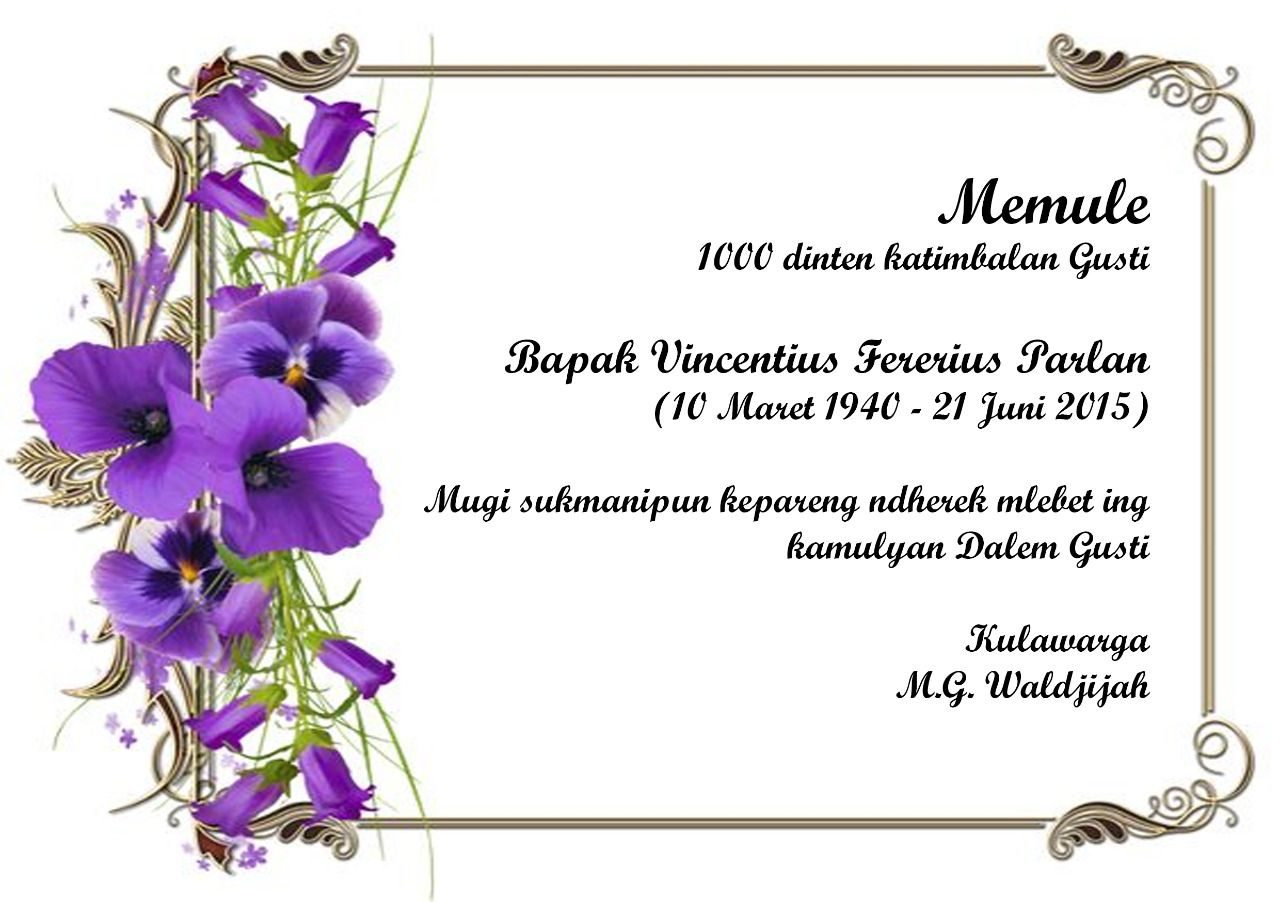 Memule
1000 dinten katimbalan Gusti
Bapak Vincentius Fererius Parlan
(10 Maret 1940 - 21 Juni 2015)
Mugi sukmanipun kepareng ndherek mlebet ing
kamulyan Dalem Gusti
Kulawarga
M.G. Waldjijah